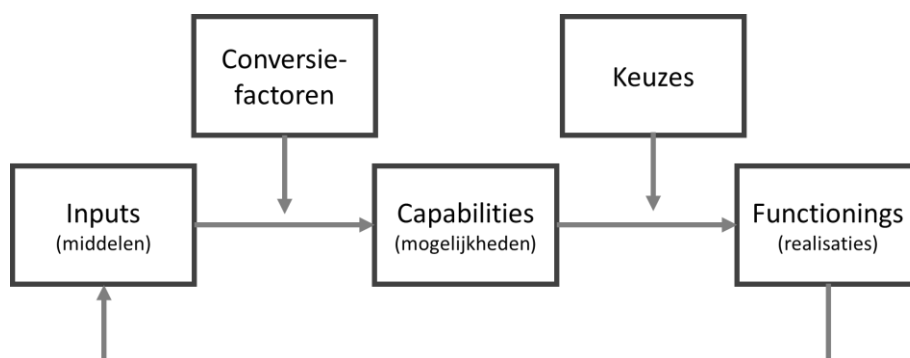 Conversie-
factoren
Keuzes
Inputs
(middelen)
Capabilities
(mogelijkheden)
Functionings
(realisaties)